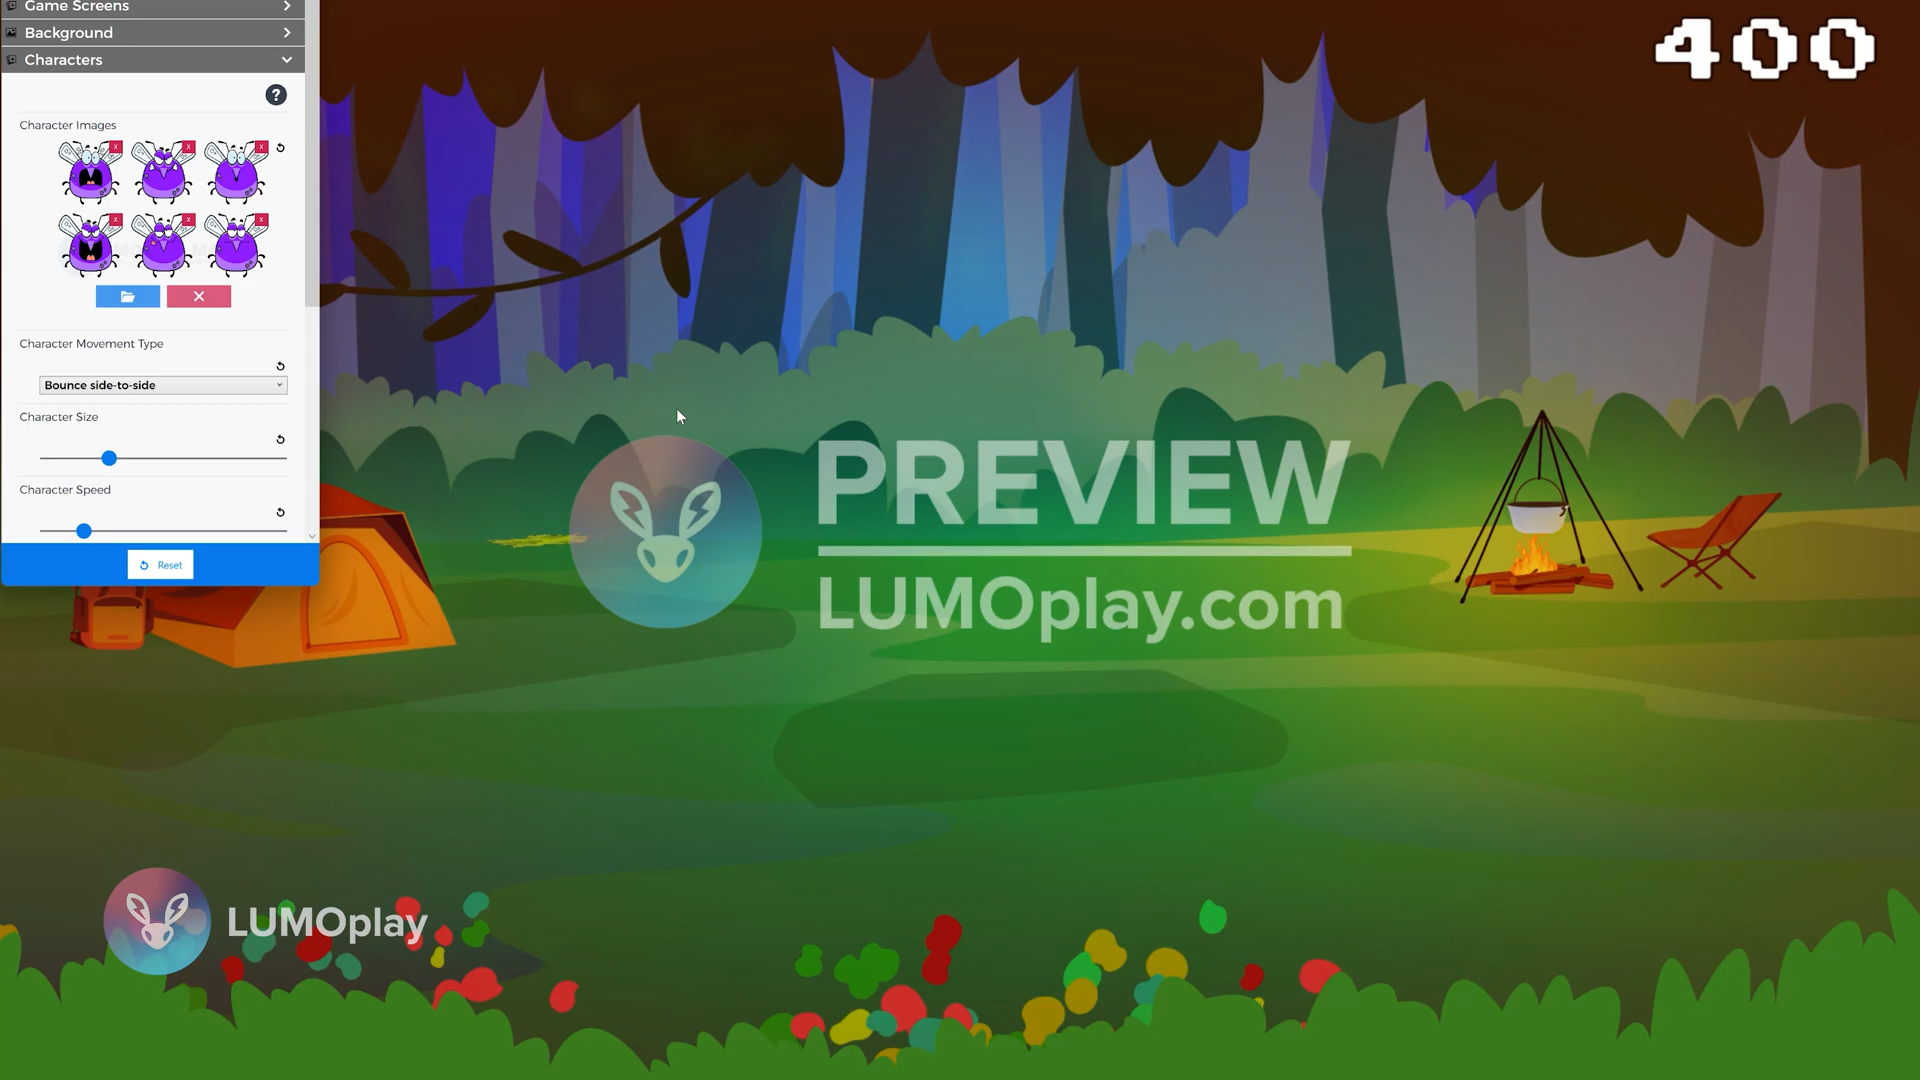 Game Screens
Background
Characters
400
?
Character Images
x x x
x x x
Character Movement Type
Bounce side-to-side
Character Size
Character Speed
Reset
PREVIEW
LUMOplay.com
LUMOplay